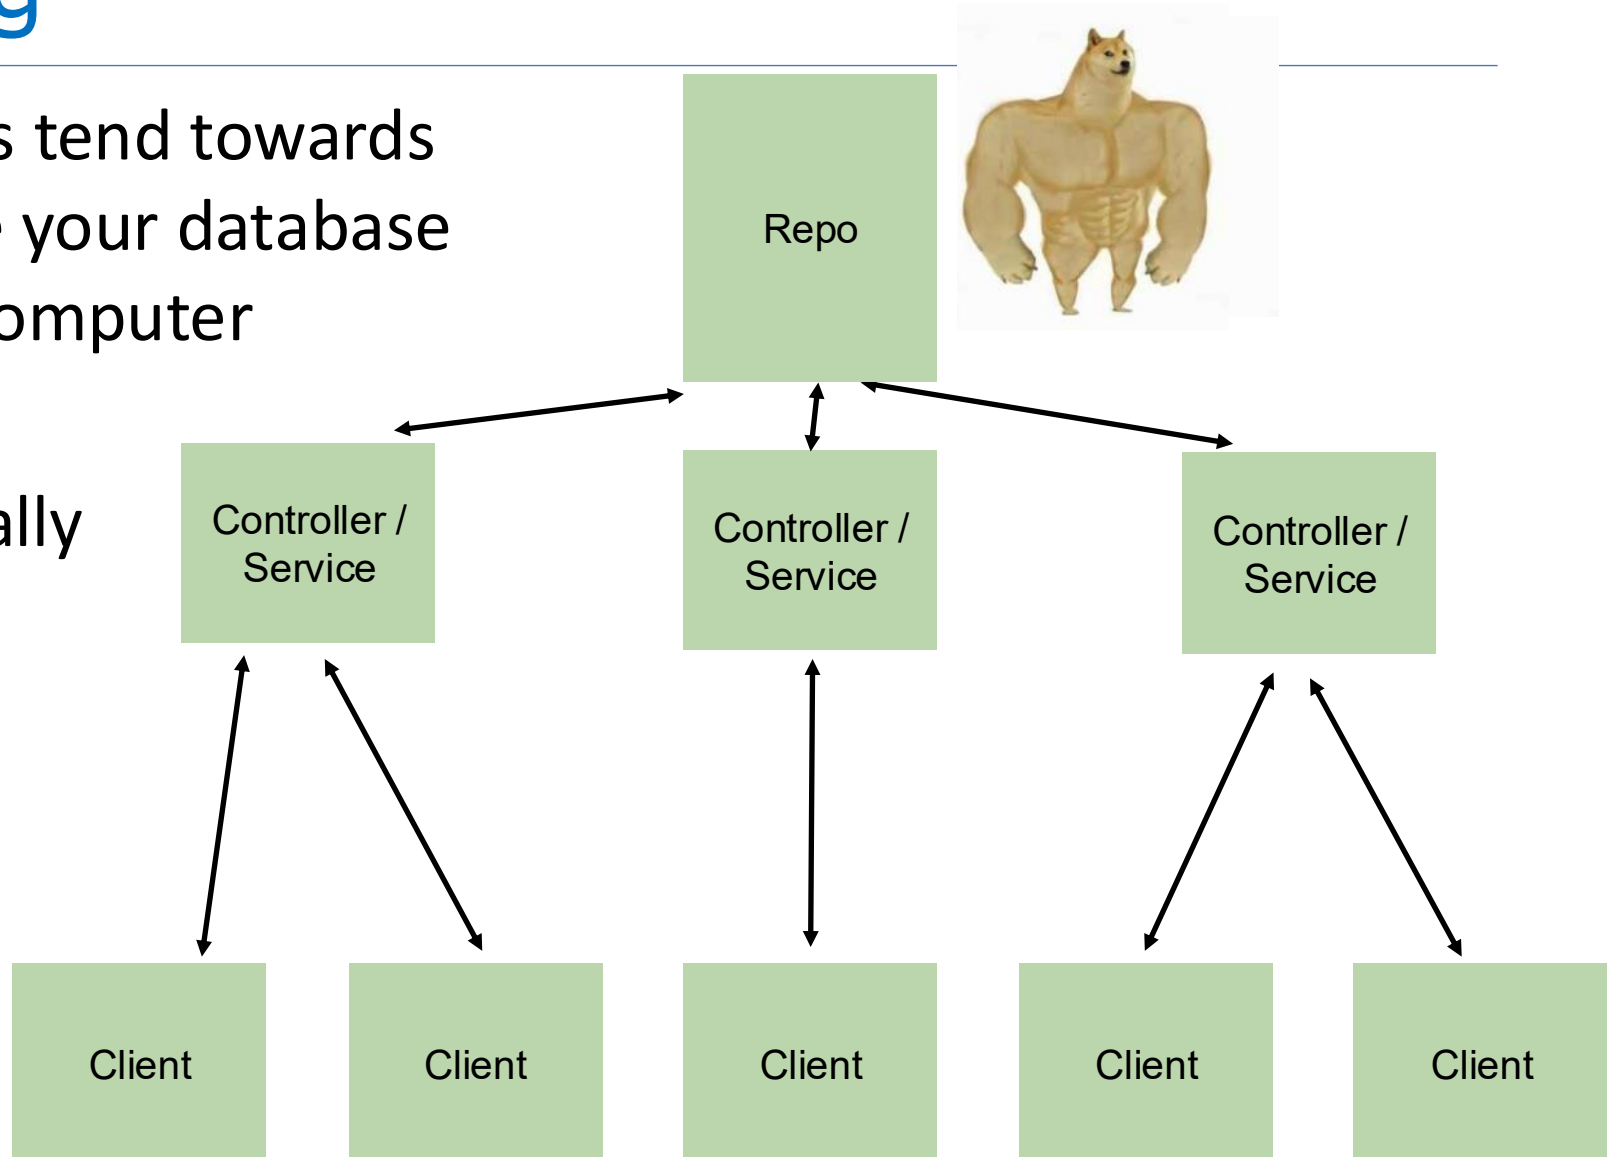 g
s tend towards
e your database
omputer
ally
Repo
Controller /
Service
Controller /
Service
Controller /
Service
Client
Client
Client
Client
Client